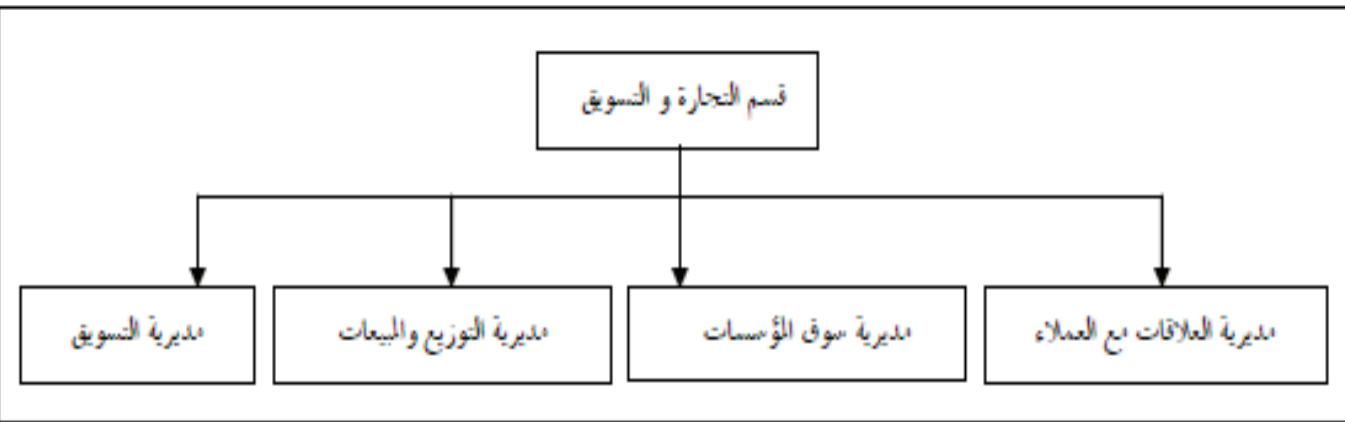 قسم التجارة و التسويق
مديرية العلاقات مع العملاء
مديرية سوق المؤسسات
مديرية التوزيع والمبيعات
مديرية التسويق